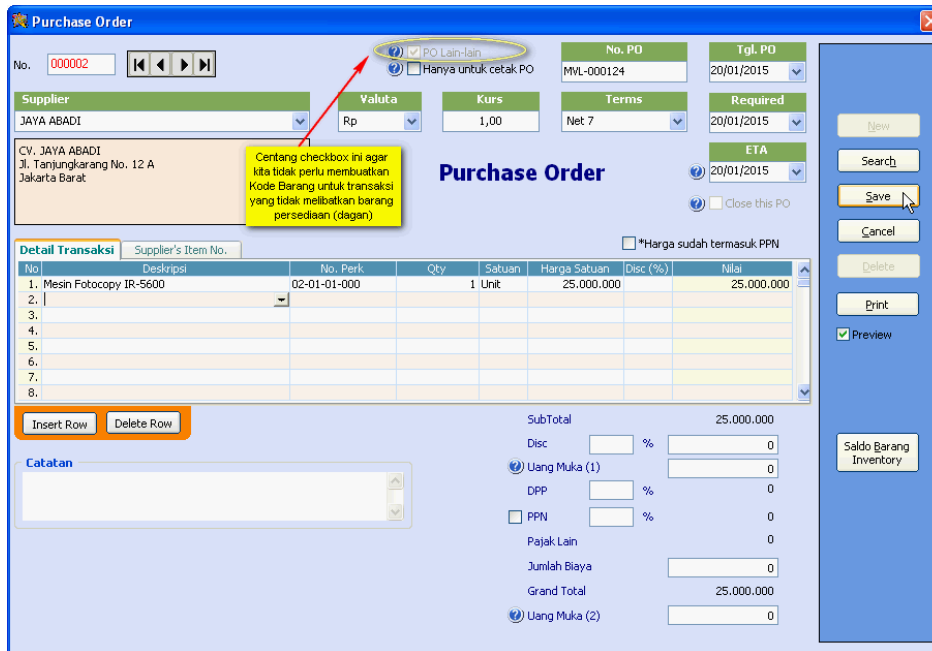 Purchase Order
No. 000002
PO Lain-lain
Hanya untuk cetak PO
No. PO
MVL-000124
Tgl. PO
20/01/2015
Supplier
JAYA ABADI
Valuta
Rp
Kurs
1,00
Terms
Net 7
Required
20/01/2015
CV. JAYA ABADI
Jl. Tanjungkarang No. 12 A
Jakarta Barat
Centang checkbox ini agar
kita tidak perlu membuatkan
Kode Barang untuk transaksi
yang tidak melibatkan barang
persediaan (dagan)
Purchase Order
ETA
20/01/2015
Close this PO
Detail Transaksi Supplier's Item No.
*Harga sudah termasuk PPN
No Deskripsi No. Perk Qty Satuan Harga Satuan Disc (%) Nilai
1. Mesin Fotocopy IR-5600 02-01-01-000 1 Unit 25.000.000 25.000.000
2.
3.
4.
5.
6.
7.
8.
Insert Row Delete Row
Catatan
SubTotal 25.000.000
Disc % 0
Uang Muka (1) 0
DPP % 0
PPN % 0
Pajak Lain 0
Jumlah Biaya 0
Grand Total 25.000.000
Uang Muka (2) 0
New
Search
Save
Cancel
Delete
Print
Preview
Saldo Barang
Inventory